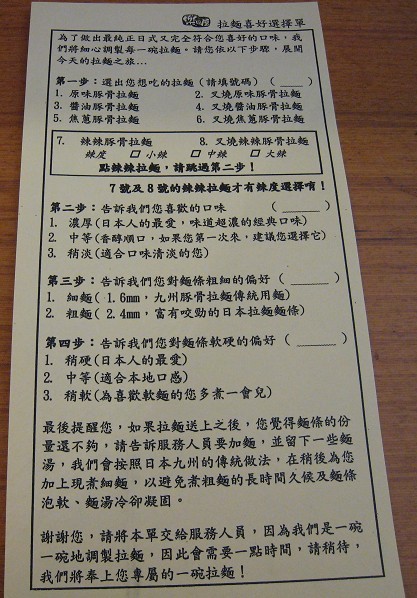 拉麵喜好選擇單
為了做出最純正日式又完全符合您喜好的口味，我
們將細心調製每一碗拉麵。請您依以下步驟，展開
今天的拉麵之旅...
第一步：選出您想吃的拉麵（請填號碼）（　　　）
1. 原味豚骨拉麵　2. 叉燒原味豚骨拉麵
3. 醬油豚骨拉麵　4. 叉燒醬油豚骨拉麵
5. 焦蔥豚骨拉麵　6. 叉燒焦蔥豚骨拉麵
7. 辣辣豚骨拉麵　8. 叉燒辣辣豚骨拉麵
辣度　□ 小辣　□ 中辣　□ 大辣
點辣辣拉麵，請跳過第二步！
7 號及 8 號的辣辣拉麵才有辣度選擇唷！
第二步：告訴我們您喜歡的口味　（　　　）
1. 濃厚(日本人的最愛，味道超濃的經典口味)
2. 中等(香醇順口，如果您第一次來，建議您選擇它)
3. 稍淡(適合口味清淡的您)
第三步：告訴我們您對麵條粗細的偏好　（　　　）
1. 細麵( 1.6mm，九州豚骨拉麵傳統用麵)
2. 粗麵( 2.4mm，富有咬勁的日本拉麵麵條)
第四步：告訴我們您對麵條軟硬的偏好　（　　　）
1. 稍硬(日本人的最愛)
2. 中等(適合本地口感)
3. 稍軟(為喜歡軟麵的您多煮一會兒)
最後提醒您，如果拉麵送上之後，您覺得麵條的份
量還不夠，請告訴服務人員要加麵，並留下一些麵
湯，我們會按照日本九州的傳統做法，在稍後為您
加上現煮細麵，以避免煮粗麵的長時間久候及麵條
泡軟、麵湯冷卻凝固。
謝謝您，請將本單交給服務人員，因為我們是一碗
一碗地調製拉麵，因此會需要一點時間，請稍待，
我們將奉上您專屬的一碗拉麵！